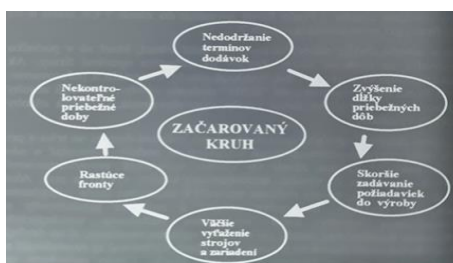 Nedodržanie
termínov
dodávok
Zvýšenie
dĺžky
priebežných
dôb
Skoršie
zadávanie
požiadaviek
do výroby
Väčšie
vyťaženie
strojov
a zariadení
Rastúce
fronty
Nekontro-
lovateľné
priebežné
doby
ZAČAROVANÝ
KRUH